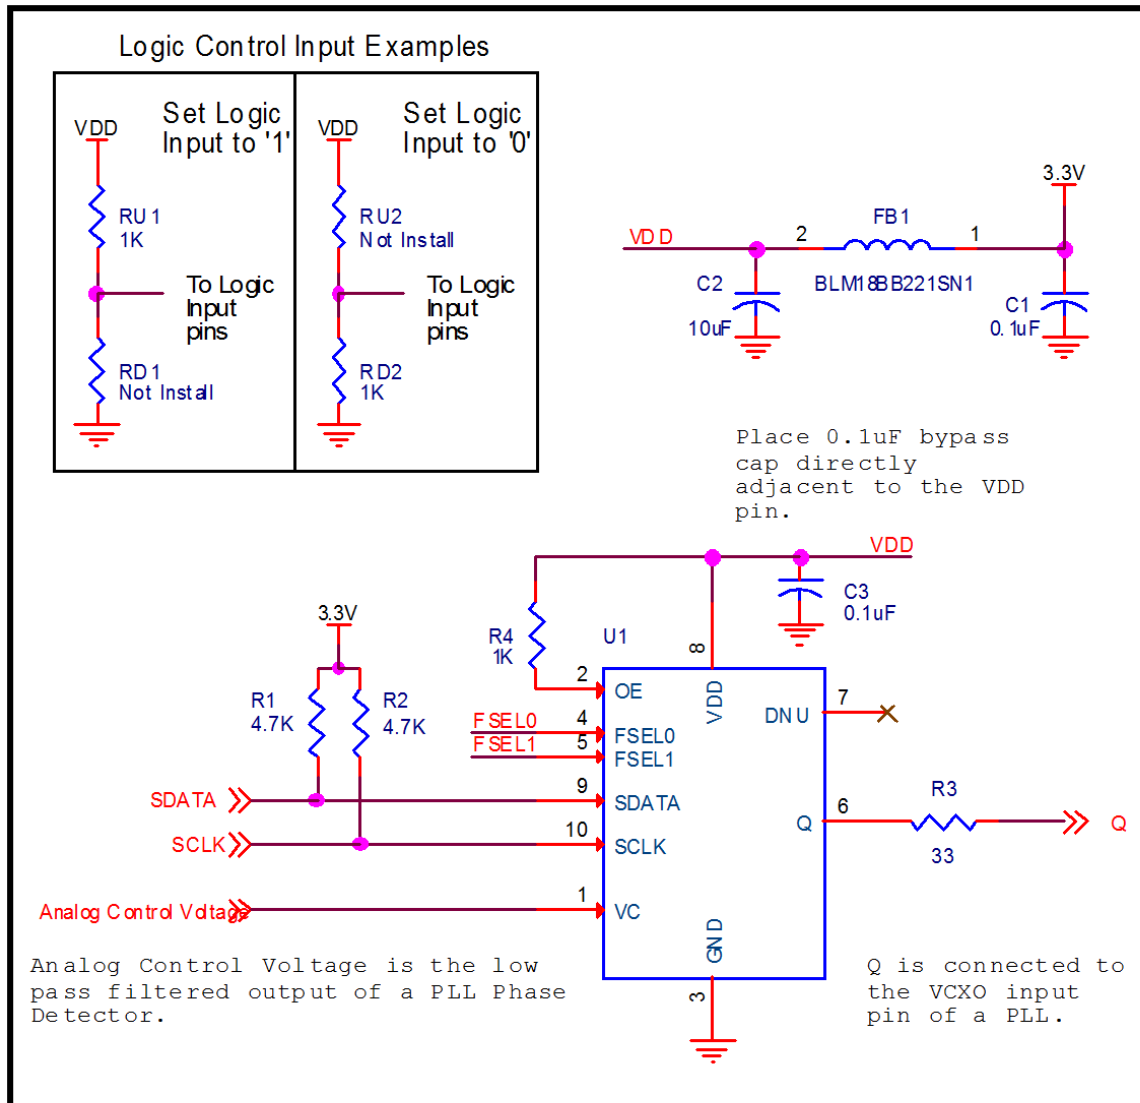 Logic Control Input Examples
Set Logic
Input to '1'
VDD
RU1
1K
To Logic
Input
pins
RD1
Not Install
Set Logic
Input to '0'
VDD
RU2
Not Install
To Logic
Input
pins
RD2
1K
3.3V
VDD
2
FB1
1
BLM18BB221SN1
C2
10uF
C1
0.1uF
Place 0.1uF bypass
cap directly
adjacent to the VDD
pin.
VDD
C3
0.1uF
R4
1K
U1
8
3.3V
R1
4.7K
R2
4.7K
2
OE
VDD
DNU
7
FSEL0
4
FSEL0
FSEL1
5
FSEL1
SDATA
9
SDATA
SCLK
10
SCLK
Q
6
R3
33
Q
Analog Control Voltage
1
VC
GND
3
Analog Control Voltage is the low
pass filtered output of a PLL Phase
Detector.
Q is connected to
the VCXO input
pin of a PLL.